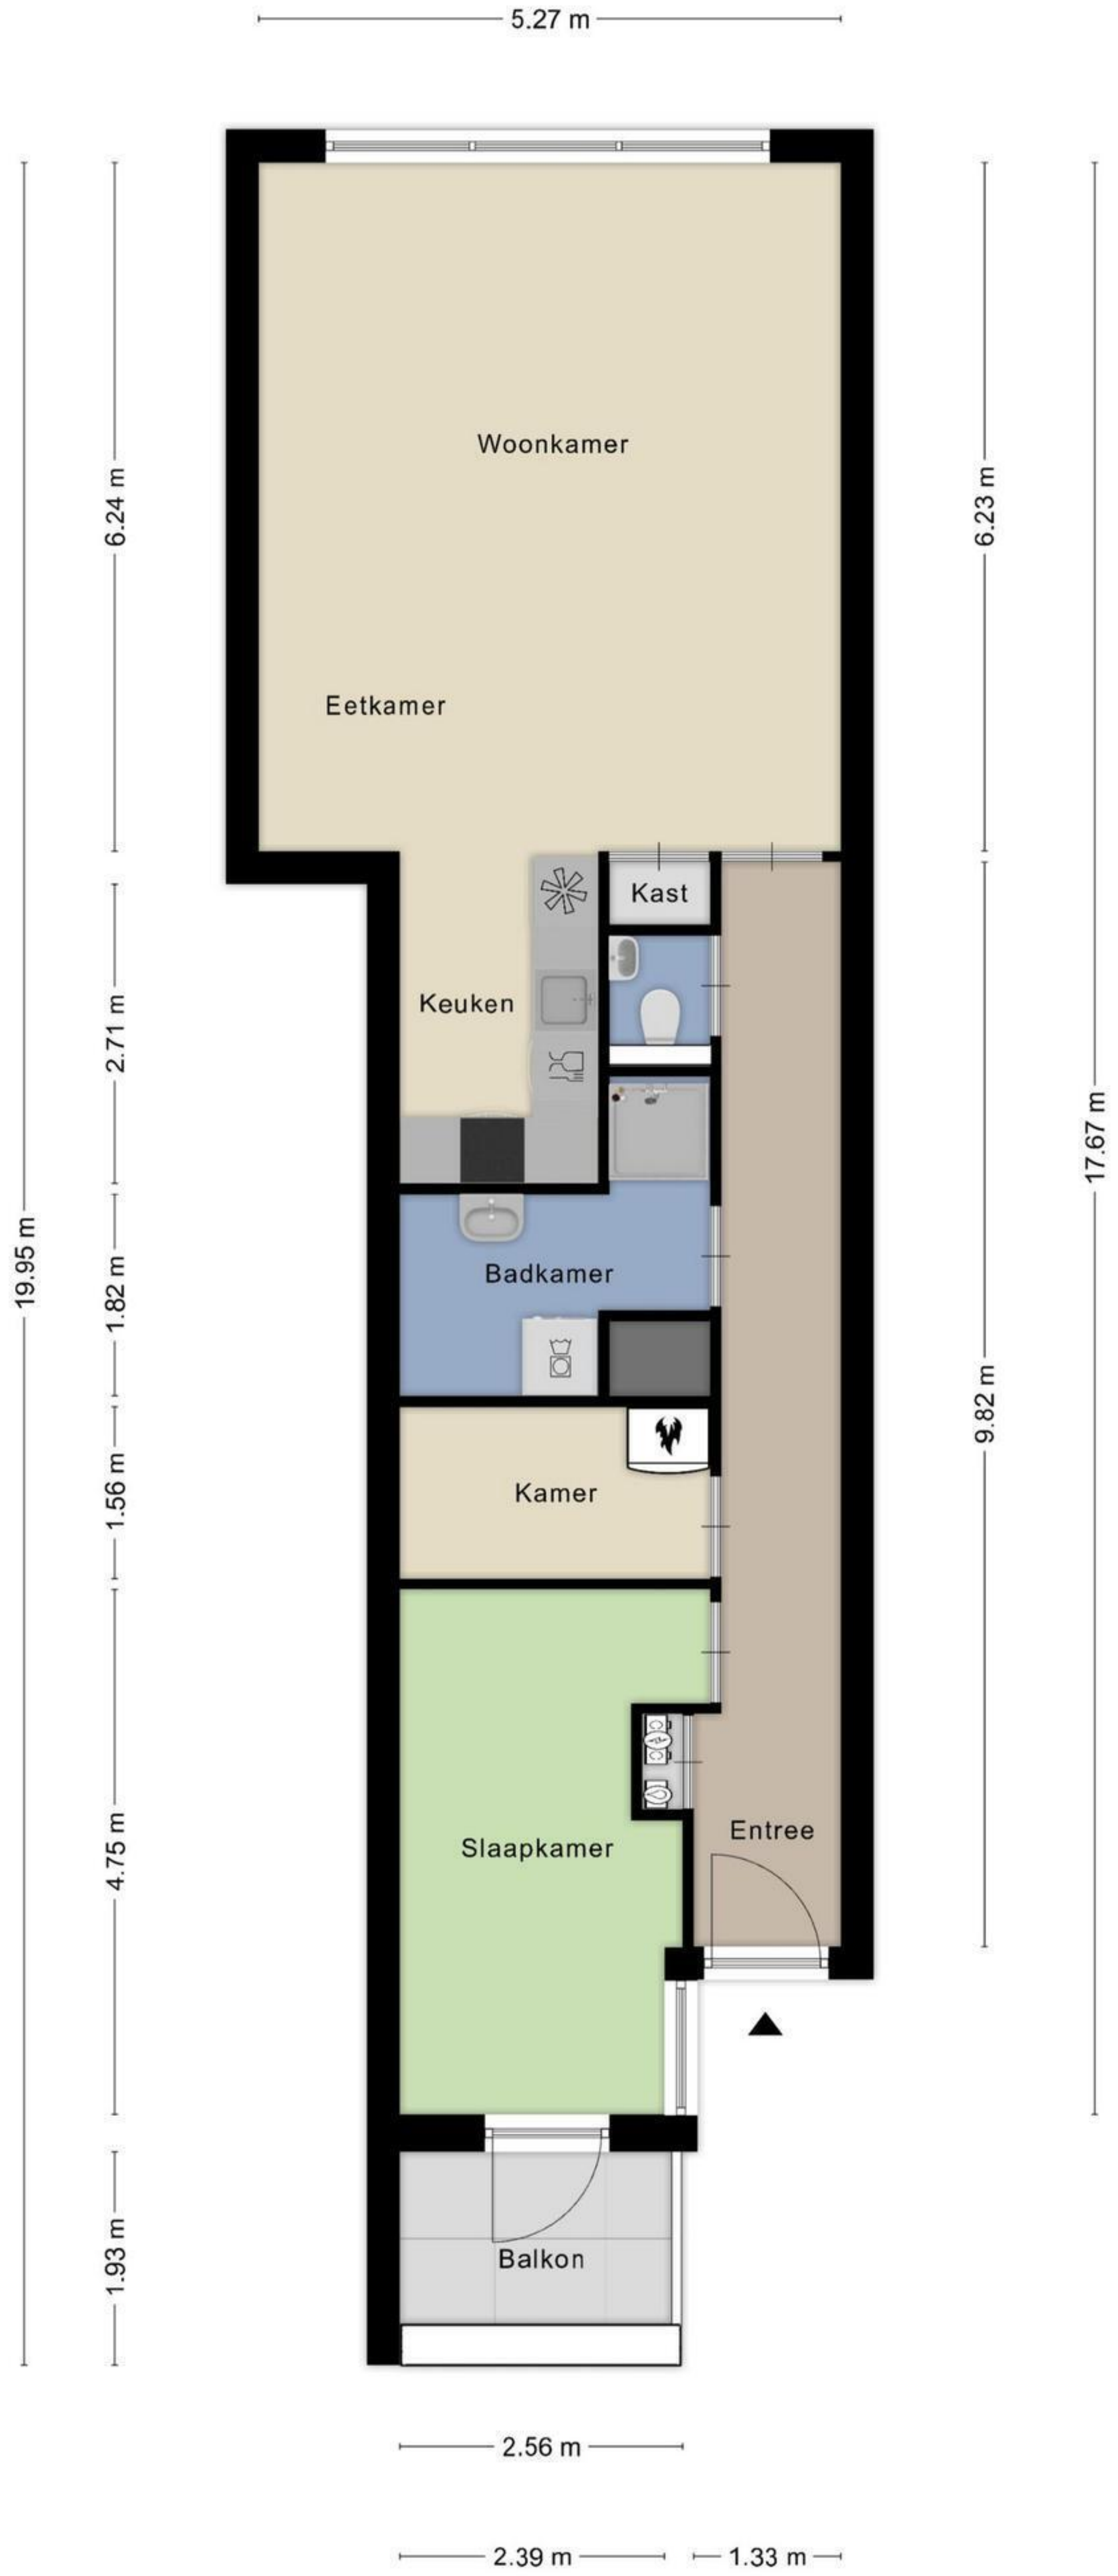 5.27 m
Woonkamer
6.24 m
6.23 m
Eetkamer
Kast
Keuken
2.71 m
17.67 m
19.95 m
1.82 m
Badkamer
9.82 m
1.56 m
Kamer
Entree
4.75 m
Slaapkamer
1.93 m
Balkon
2.56 m
2.39 m
1.33 m